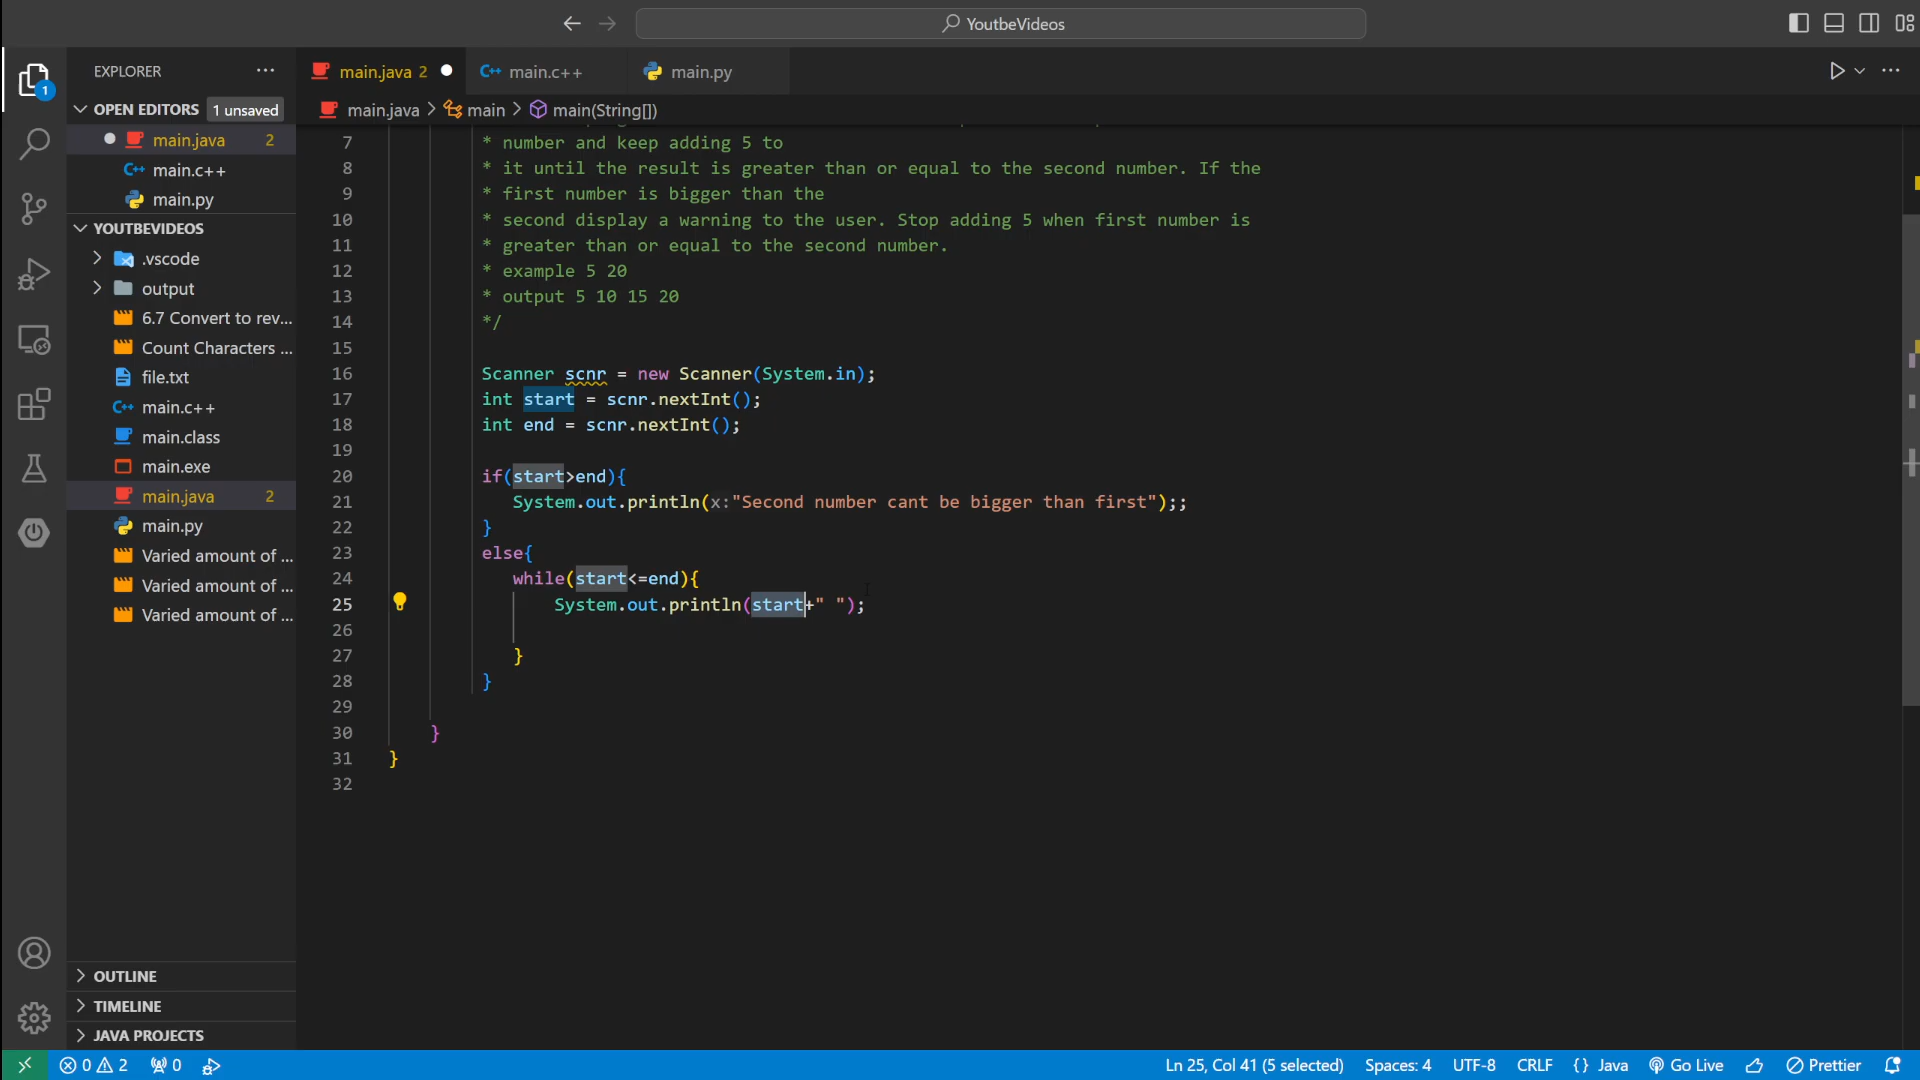 YoutbeVideos
EXPLORER
main.java 2
main.c++
main.py
OPEN EDITORS 1 unsaved
main.java > main > main(String[])
main.java 2
main.c++
main.py
YOUTBEVIDEOS
.vscode
output
6.7 Convert to rev...
Count Characters ...
file.txt
main.c++
main.class
main.exe
main.java 2
main.py
Varied amount of ...
Varied amount of ...
Varied amount of ...
OUTLINE
TIMELINE
JAVA PROJECTS
1
7 * number and keep adding 5 to
8 * it until the result is greater than or equal to the second number. If the
9 * first number is bigger than the
10 * second display a warning to the user. Stop adding 5 when first number is
11 * greater than or equal to the second number.
12 * example 5 20
13 * output 5 10 15 20
14 */
15
16 Scanner scnr = new Scanner(System.in);
17 int start = scnr.nextInt();
18 int end = scnr.nextInt();
19
20 if(start>end){
21 System.out.println(x:"Second number cant be bigger than first");;
22 }
23 else{
24 while(start<=end){
25 System.out.println(start+" ");
26
27 }
28 }
29
30 }
31 }
32
0 2 0 Ln 25, Col 41 (5 selected) Spaces: 4 UTF-8 CRLF {} Java Go Live Prettier